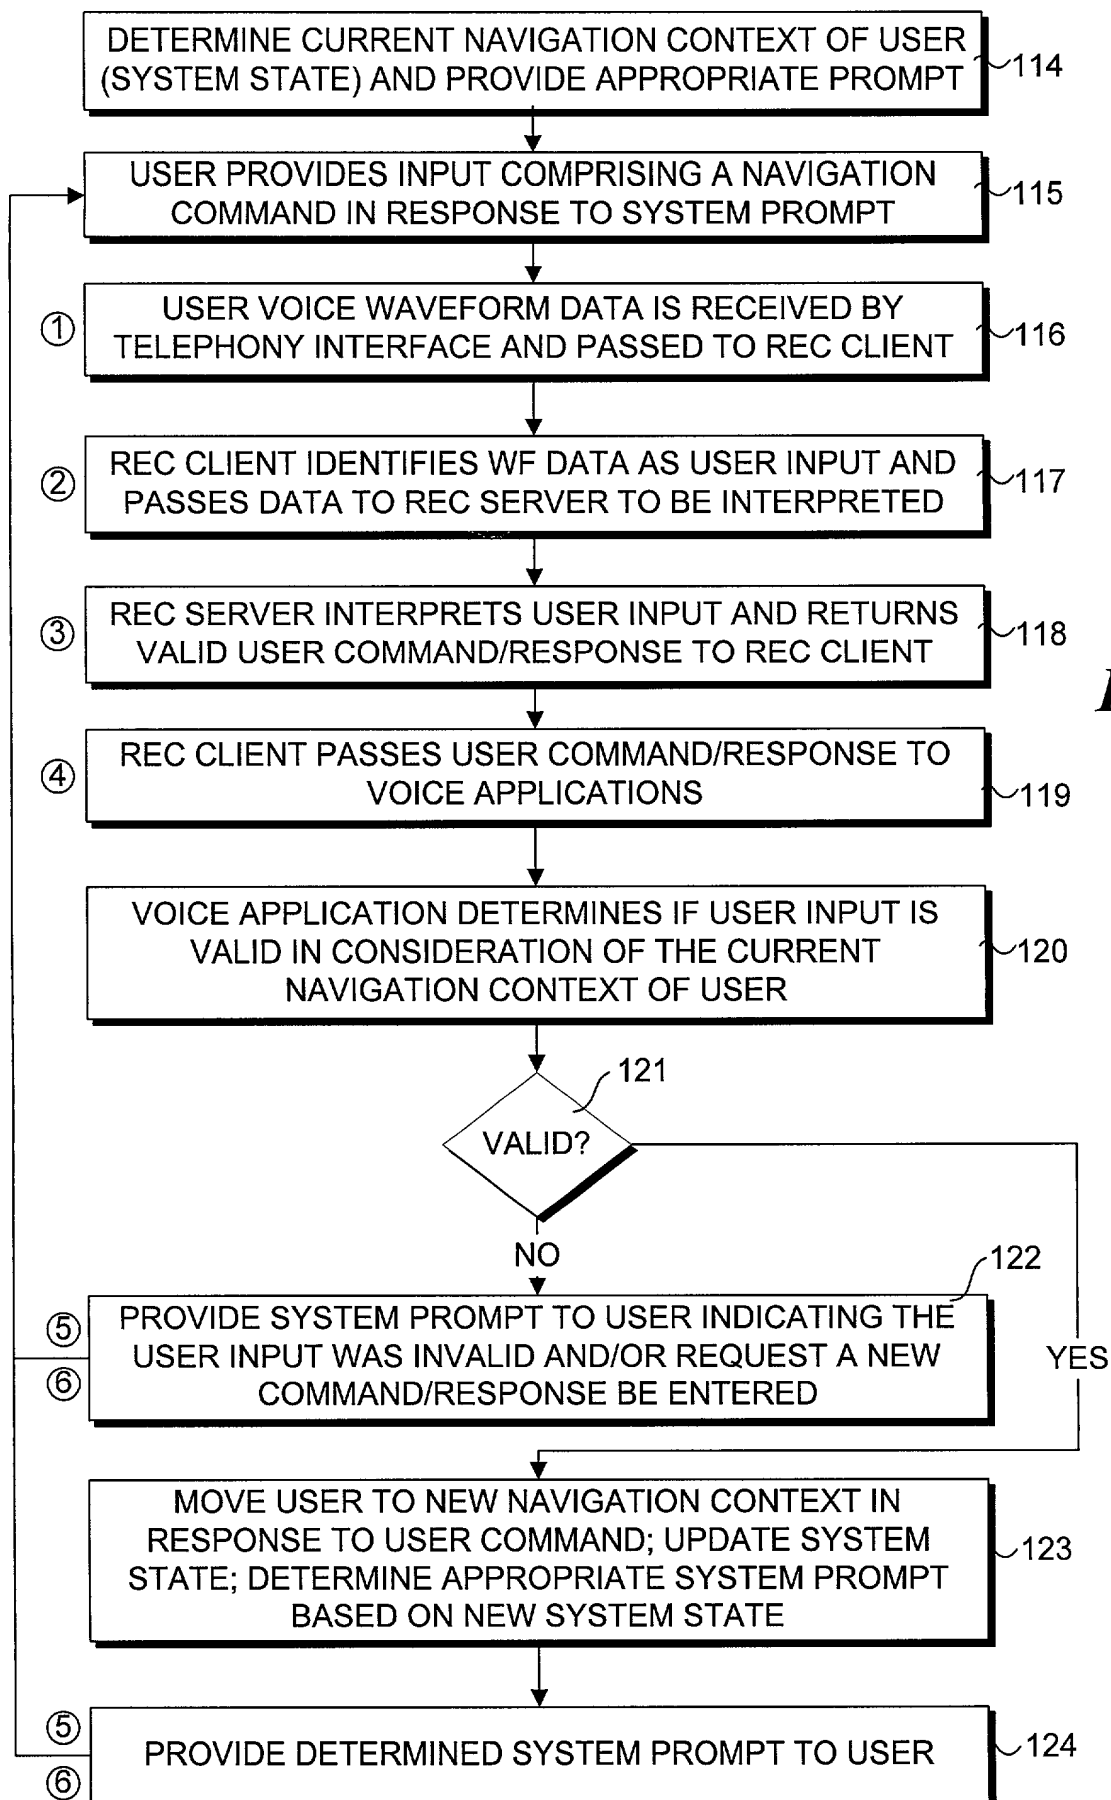 DETERMINE CURRENT NAVIGATION CONTEXT OF USER
(SYSTEM STATE) AND PROVIDE APPROPRIATE PROMPT
114
USER PROVIDES INPUT COMPRISING A NAVIGATION
COMMAND IN RESPONSE TO SYSTEM PROMPT
115
①
USER VOICE WAVEFORM DATA IS RECEIVED BY
TELEPHONY INTERFACE AND PASSED TO REC CLIENT
116
②
REC CLIENT IDENTIFIES WF DATA AS USER INPUT AND
PASSES DATA TO REC SERVER TO BE INTERPRETED
117
③
REC SERVER INTERPRETS USER INPUT AND RETURNS
VALID USER COMMAND/RESPONSE TO REC CLIENT
118
④
REC CLIENT PASSES USER COMMAND/RESPONSE TO
VOICE APPLICATIONS
119
VOICE APPLICATION DETERMINES IF USER INPUT IS
VALID IN CONSIDERATION OF THE CURRENT
NAVIGATION CONTEXT OF USER
120
121
VALID?
NO
122
YES
⑤
⑥
PROVIDE SYSTEM PROMPT TO USER INDICATING THE
USER INPUT WAS INVALID AND/OR REQUEST A NEW
COMMAND/RESPONSE BE ENTERED
MOVE USER TO NEW NAVIGATION CONTEXT IN
RESPONSE TO USER COMMAND; UPDATE SYSTEM
STATE; DETERMINE APPROPRIATE SYSTEM PROMPT
BASED ON NEW SYSTEM STATE
123
⑤
⑥
PROVIDE DETERMINED SYSTEM PROMPT TO USER
124